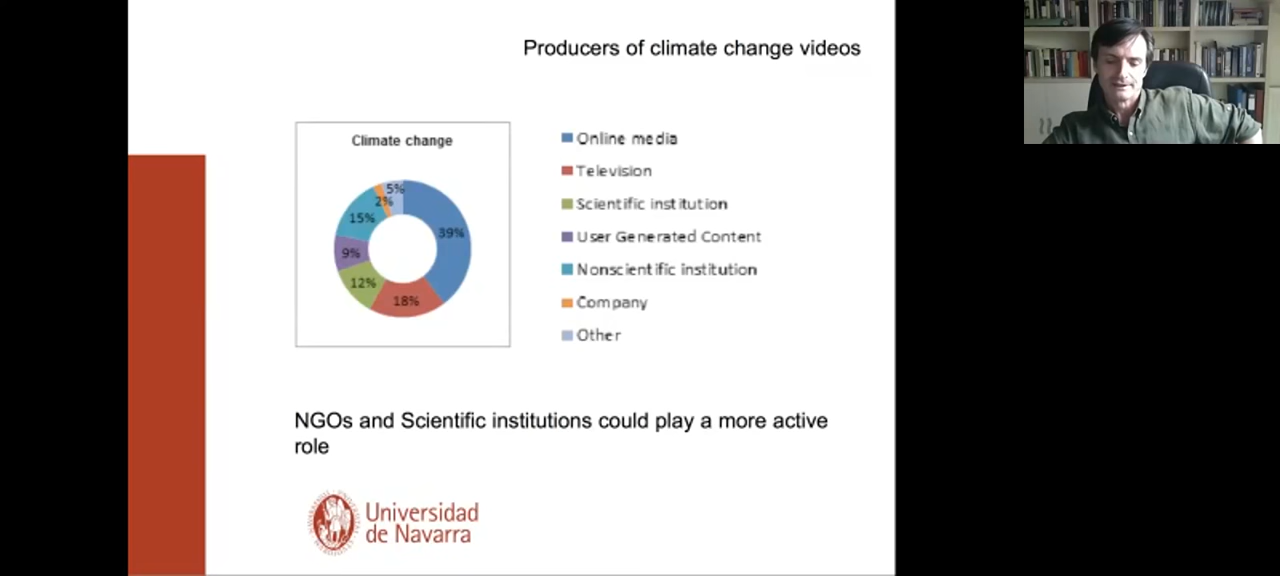 Producers of climate change videos
Climate change
5%
2%
39%
15%
9%
12%
18%
Online media
Television
Scientific institution
User Generated Content
Nonscientific institution
Company
Other
NGOs and Scientific institutions could play a more active
role
Universidad
de Navarra